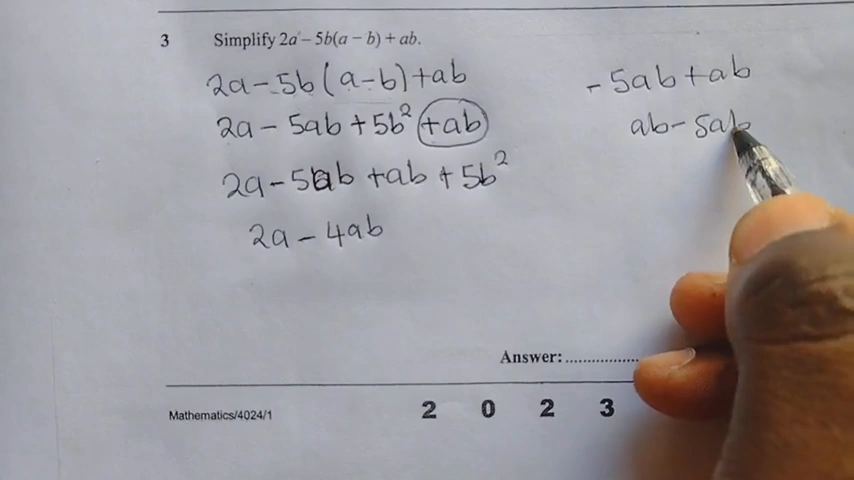 3 Simplify 2a – 5b(a – b) + ab.
2a – 5b(a – b) + ab
2a – 5ab + 5b² + ab
2a – 5ab + ab + 5b²
2a – 4ab
– 5ab + ab
ab – 5ab
Answer: ..................
Mathematics/4024/1
2 0 2 3